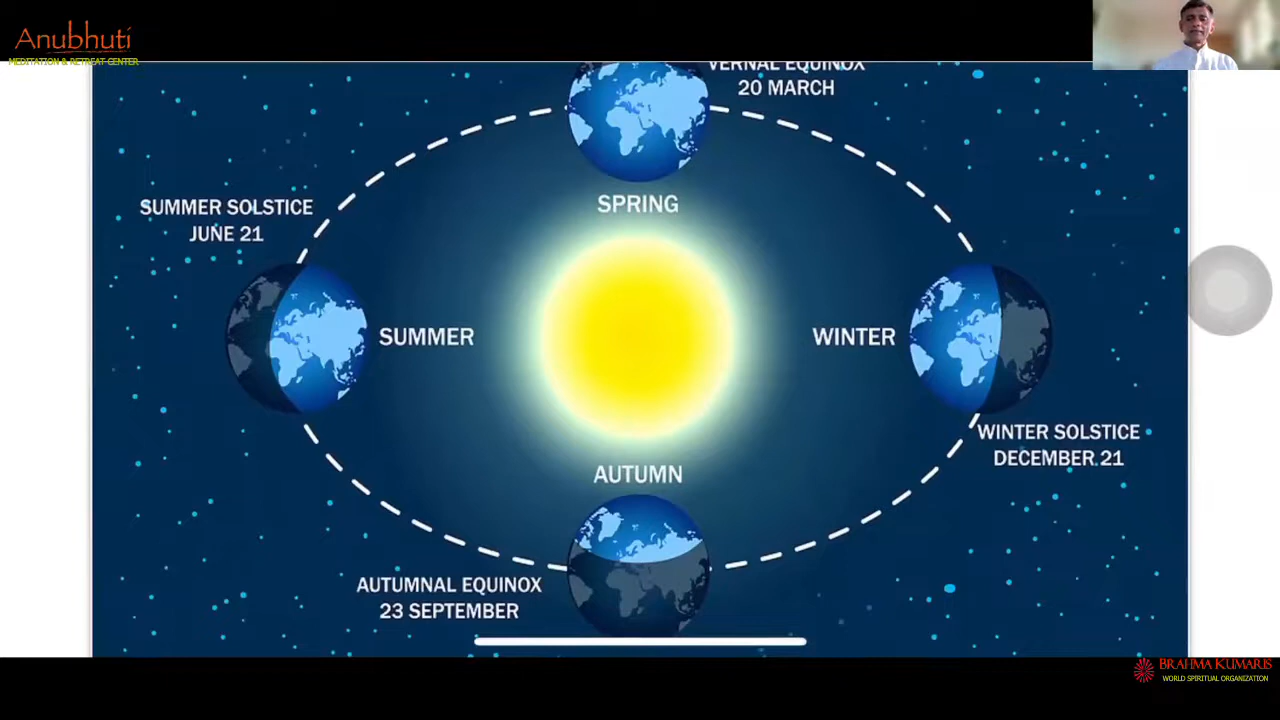 Anubhuti
MEDITATION & RETREAT CENTER
VERNAL EQUINOX
20 MARCH
SPRING
SUMMER SOLSTICE
JUNE 21
SUMMER
WINTER
WINTER SOLSTICE
DECEMBER 21
AUTUMN
AUTUMNAL EQUINOX
23 SEPTEMBER
BRAHMA KUMARIS
WORLD SPIRITUAL ORGANIZATION